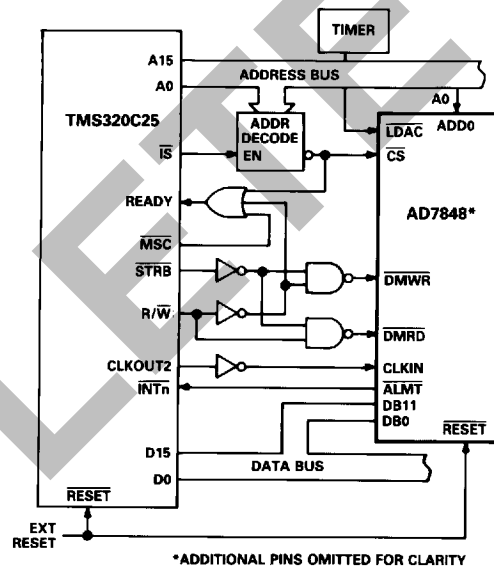 TIMER
A15
ADDRESS BUS
A0
A0
TMS320C25
ADDR
DECODE
EN
LDAC
ADD0
IS
CS
READY
AD7848*
MSC
STRB
DMWR
R/W
DMRD
CLKOUT2
CLKIN
INTn
ALMT
DB11
DB0
RESET
D15
DATA BUS
D0
RESET
EXT
RESET
*ADDITIONAL PINS OMITTED FOR CLARITY
LETE